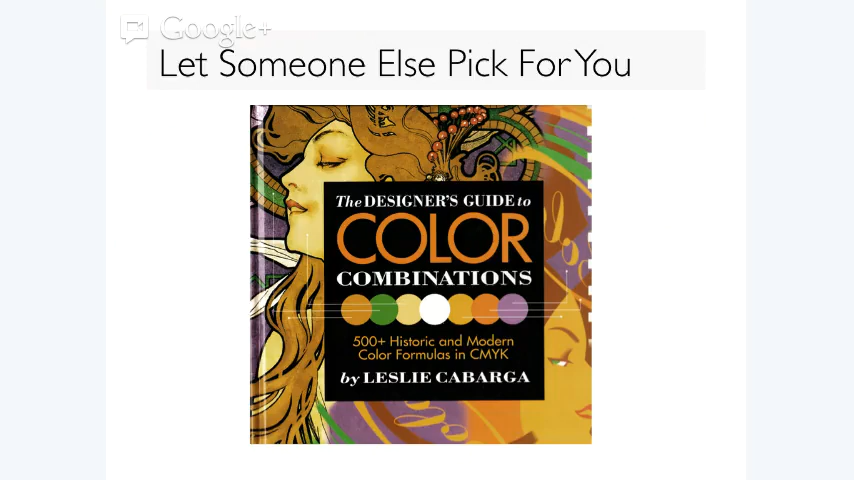 Google+
Let Someone Else Pick For You
The DESIGNER'S GUIDE to
COLOR
COMBINATIONS
500+ Historic and Modern
Color Formulas in CMYK
by LESLIE CABARGA